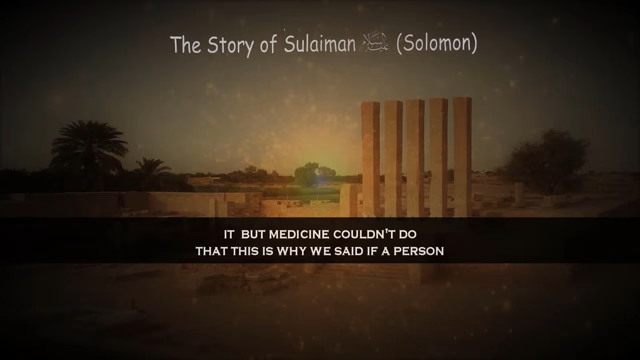 The Story of Sulaiman (Solomon)
IT BUT MEDICINE COULDN'T DO
THAT THIS IS WHY WE SAID IF A PERSON